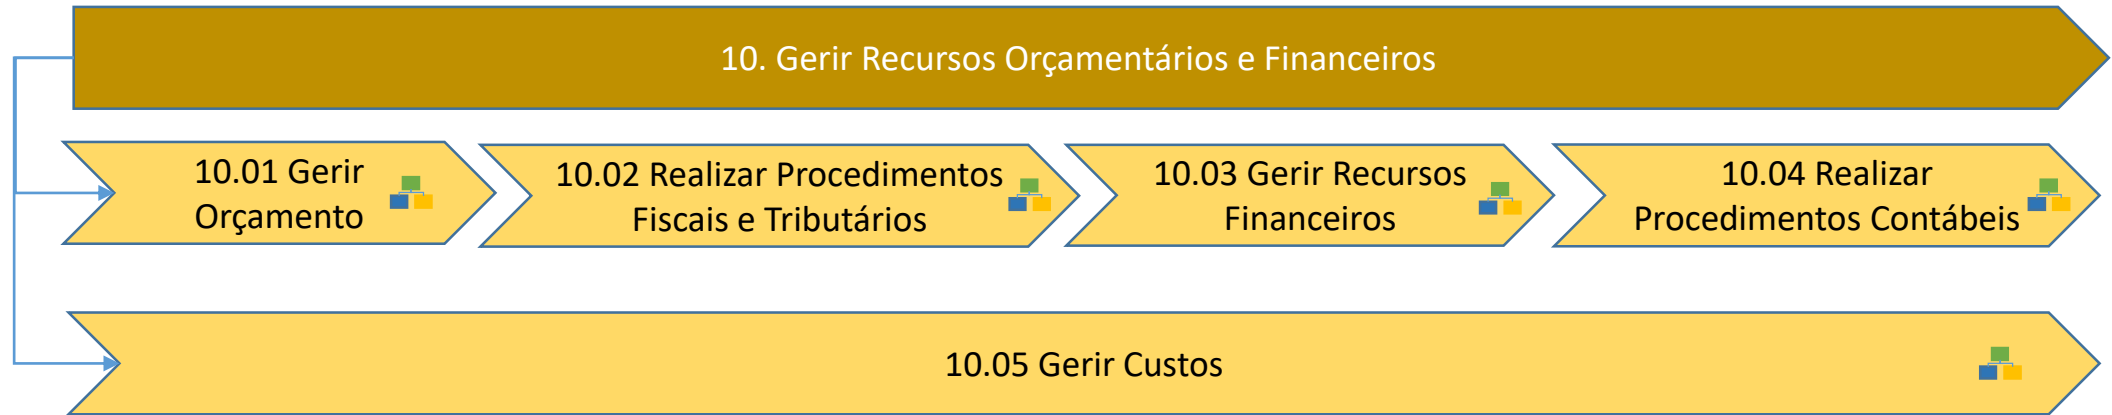 10. Gerir Recursos Orçamentários e Financeiros
10.01 Gerir
Orçamento
10.02 Realizar Procedimentos
Fiscais e Tributários
10.03 Gerir Recursos
Financeiros
10.04 Realizar
Procedimentos Contábeis
10.05 Gerir Custos